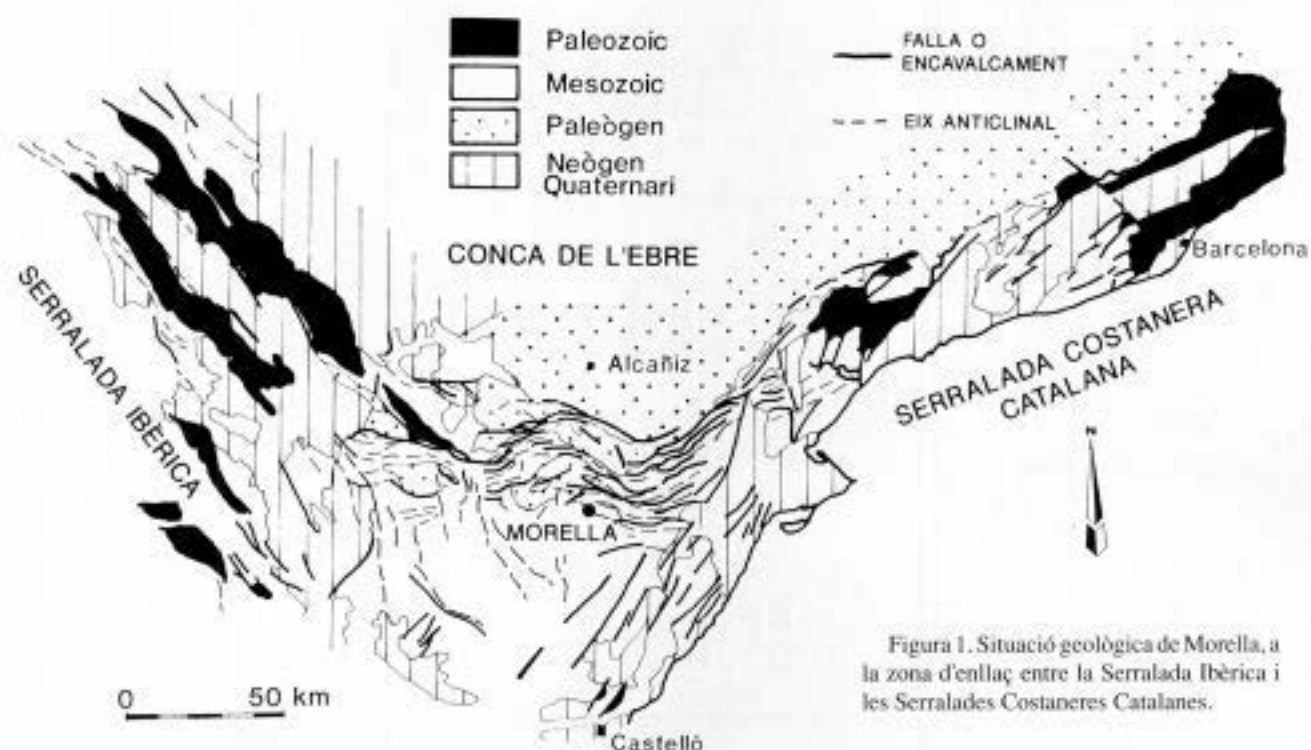 Paleozoic
Mesozoic
Paleògen
Neògen
Quaternari
FALLA O
ENCAVALCAMENT
EIX ANTICLINAL
CONCA DE L'EBRE
Barcelona
SERRALADA IBÈRICA
Alcañiz
SERRALADA COSTANERA
CATALANA
N
MORELLA
Figura 1. Situació geològica de Morella, a
la zona d'enllaç entre la Serralada Ibèrica i
les Serralades Costaneres Catalanes.
0 50 km
Castelló